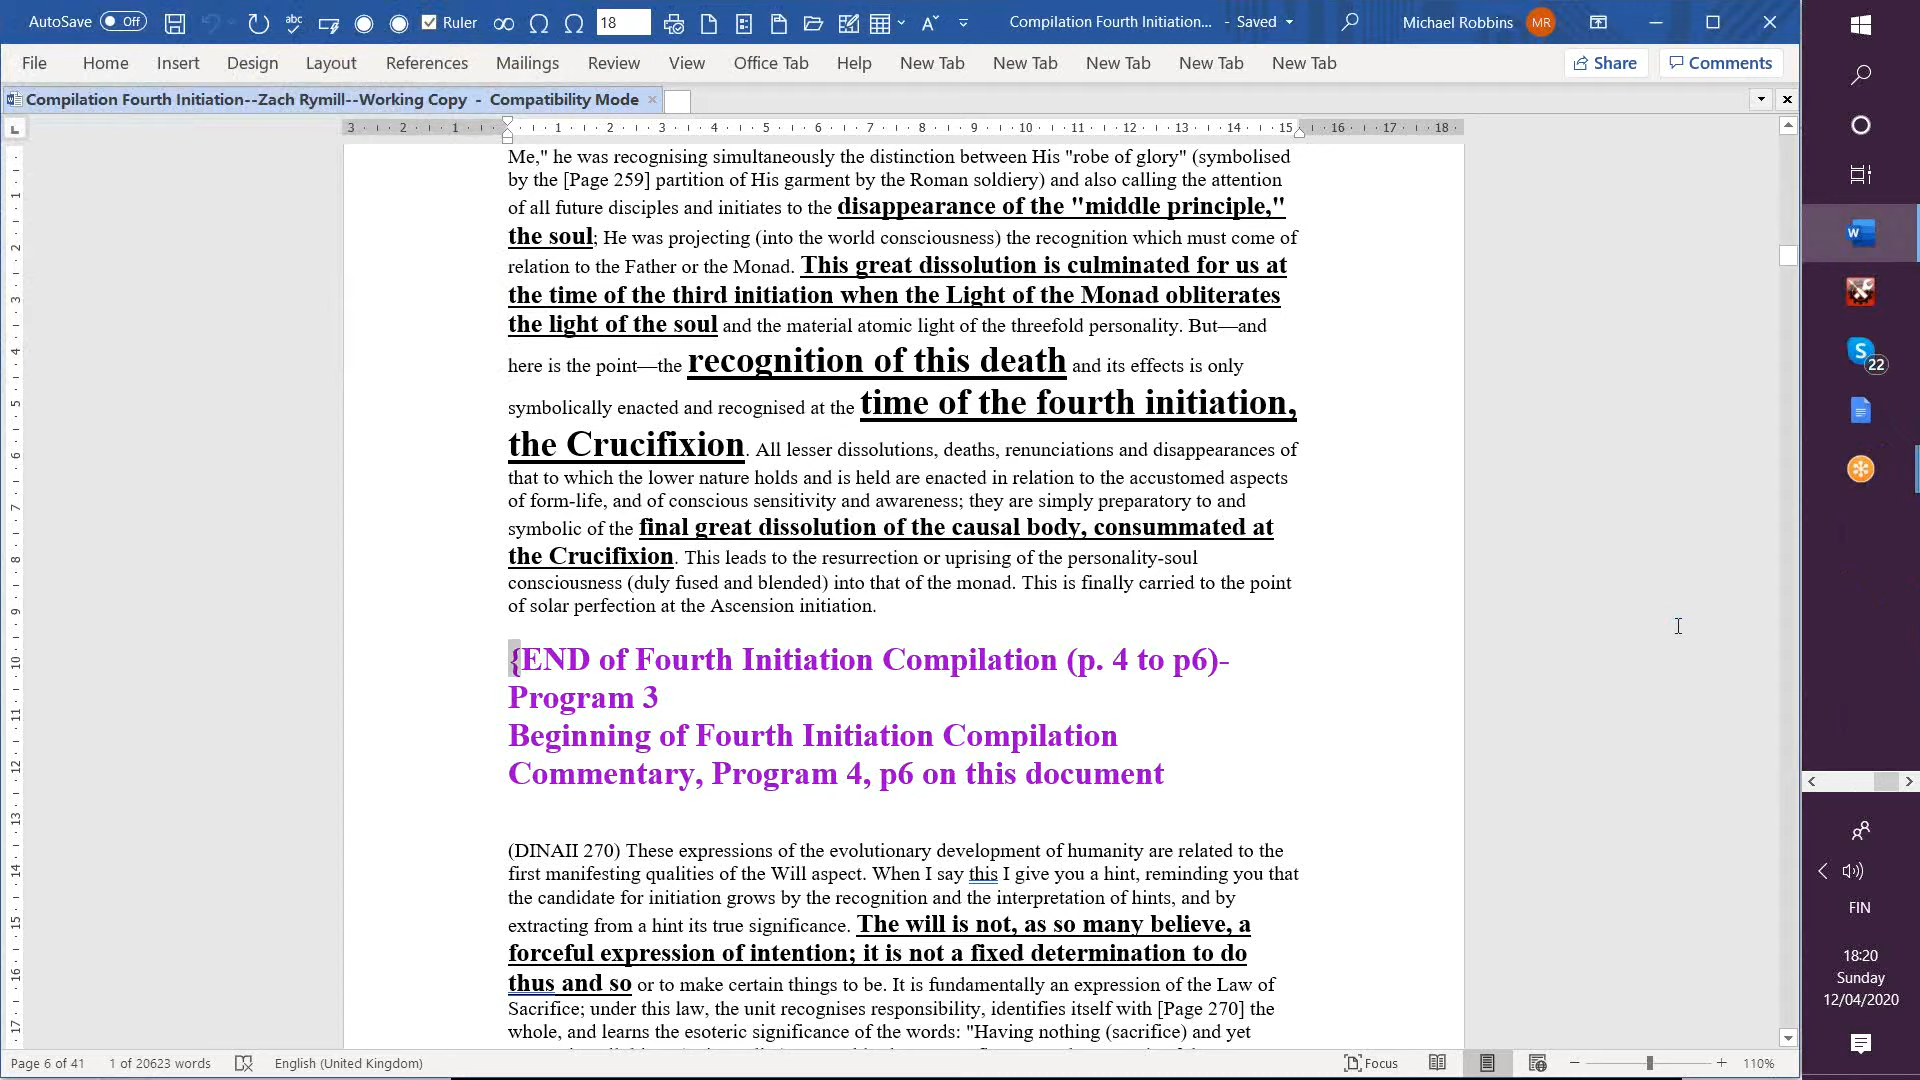 AutoSave Off abc Ruler 18 Compilation Fourth Initiation... - Saved Michael Robbins MR
File Home Insert Design Layout References Mailings Review View Office Tab Help New Tab New Tab New Tab New Tab New Tab Share Comments
Compilation Fourth Initiation--Zach Rymill--Working Copy - Compatibility Mode
3 2 1 1 2 3 4 5 6 7 8 9 10 11 12 13 14 15 16 17 18
Me," he was recognising simultaneously the distinction between His "robe of glory" (symbolised
by the [Page 259] partition of His garment by the Roman soldiery) and also calling the attention
of all future disciples and initiates to the disappearance of the "middle principle,"
the soul; He was projecting (into the world consciousness) the recognition which must come of
relation to the Father or the Monad. This great dissolution is culminated for us at
the time of the third initiation when the Light of the Monad obliterates
the light of the soul and the material atomic light of the threefold personality. But—and
here is the point—the recognition of this death and its effects is only
symbolically enacted and recognised at the time of the fourth initiation,
the Crucifixion. All lesser dissolutions, deaths, renunciations and disappearances of
that to which the lower nature holds and is held are enacted in relation to the accustomed aspects
of form-life, and of conscious sensitivity and awareness; they are simply preparatory to and
symbolic of the final great dissolution of the causal body, consummated at
the Crucifixion. This leads to the resurrection or uprising of the personality-soul
consciousness (duly fused and blended) into that of the monad. This is finally carried to the point
of solar perfection at the Ascension initiation.
{END of Fourth Initiation Compilation (p. 4 to p6)-
Program 3
Beginning of Fourth Initiation Compilation
Commentary, Program 4, p6 on this document
(DINAII 270) These expressions of the evolutionary development of humanity are related to the
first manifesting qualities of the Will aspect. When I say this I give you a hint, reminding you that
the candidate for initiation grows by the recognition and the interpretation of hints, and by
extracting from a hint its true significance. The will is not, as so many believe, a
forceful expression of intention; it is not a fixed determination to do
thus and so or to make certain things to be. It is fundamentally an expression of the Law of
Sacrifice; under this law, the unit recognises responsibility, identifies itself with [Page 270] the
whole, and learns the esoteric significance of the words: "Having nothing (sacrifice) and yet
Page 6 of 41 1 of 20623 words English (United Kingdom) Focus 110%
22
FIN
18:20
Sunday
12/04/2020